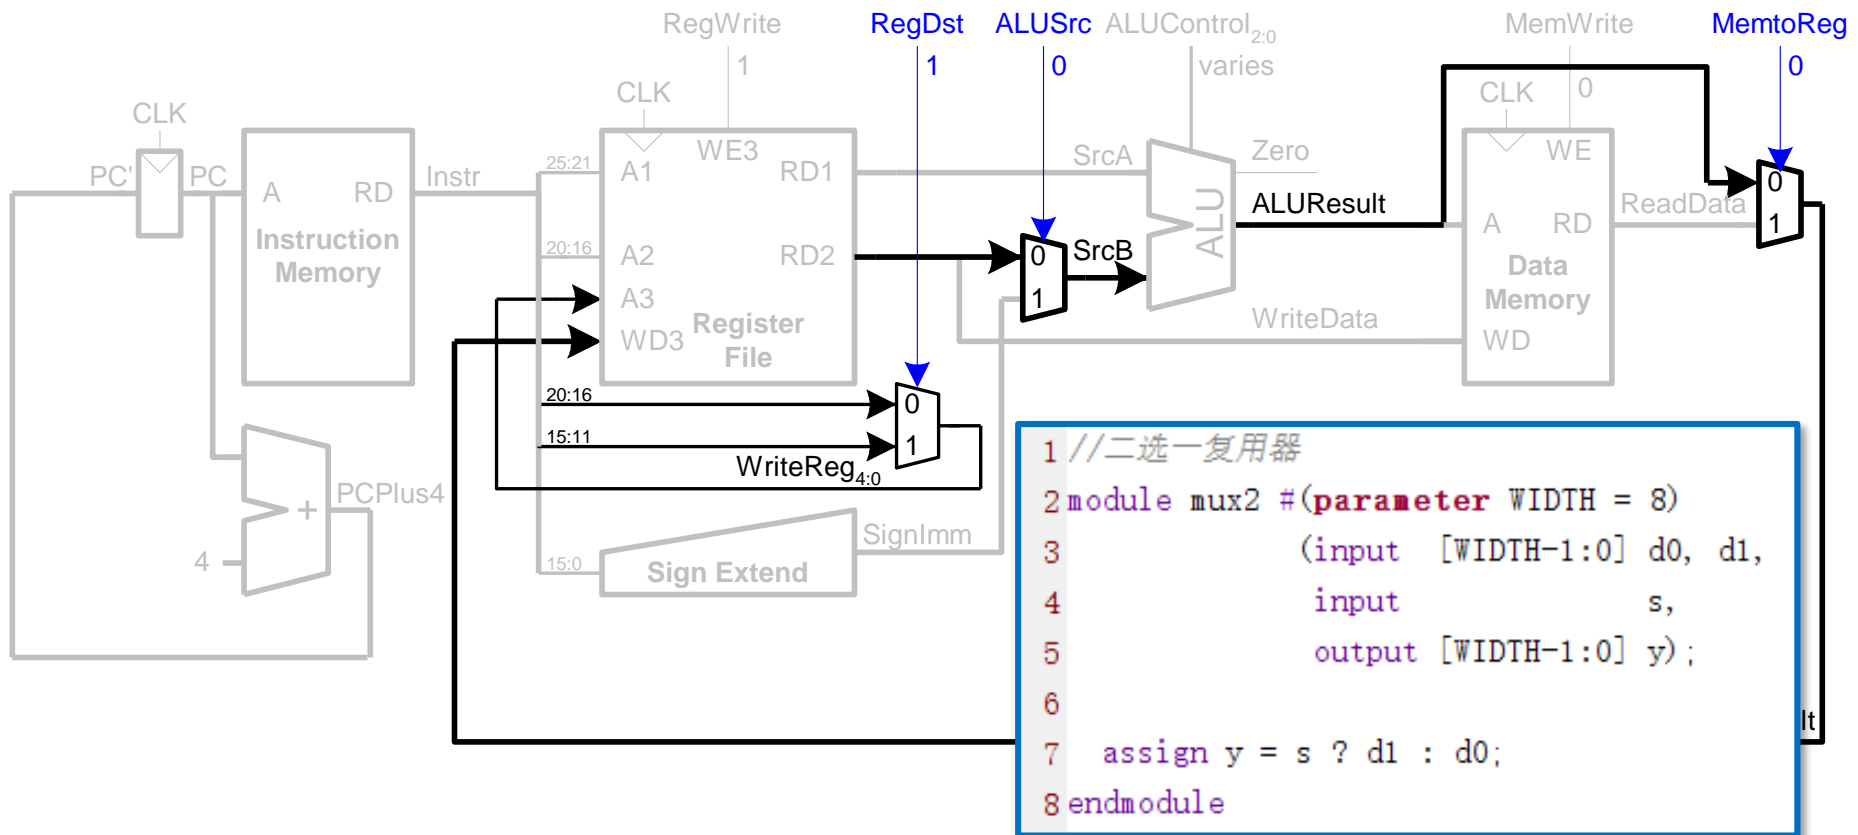 RegWrite
1
RegDst
1
ALUSrc
0
ALUControl2:0
varies
MemWrite
0
MemtoReg
0
CLK
PC'
PC
A
RD
Instruction
Memory
Instr
25:21
20:16
CLK
WE3
A1
RD1
A2
RD2
A3
WD3
Register
File
0
1
SrcA
SrcB
ALU
Zero
ALUResult
WriteData
CLK
WE
A
RD
Data
Memory
WD
ReadData
0
1
20:16
15:11
0
1
WriteReg4:0
PCPlus4
+
4
15:0
Sign Extend
SignImm
lt
1 //二选一复用器
2 module mux2 #(parameter WIDTH = 8)
3 (input [WIDTH-1:0] d0, d1,
4 input s,
5 output [WIDTH-1:0] y);
6
7 assign y = s ? d1 : d0;
8 endmodule